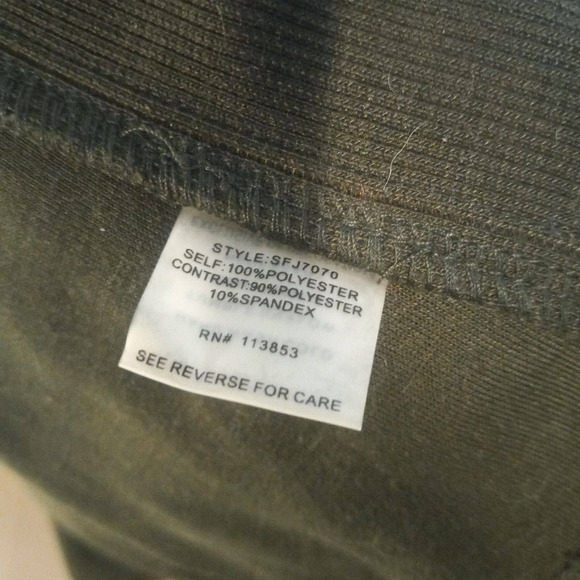 STYLE:SFJ7070
SELF:100%POLYESTER
CONTRAST:90%POLYESTER
10%SPANDEX
RN# 113853
SEE REVERSE FOR CARE